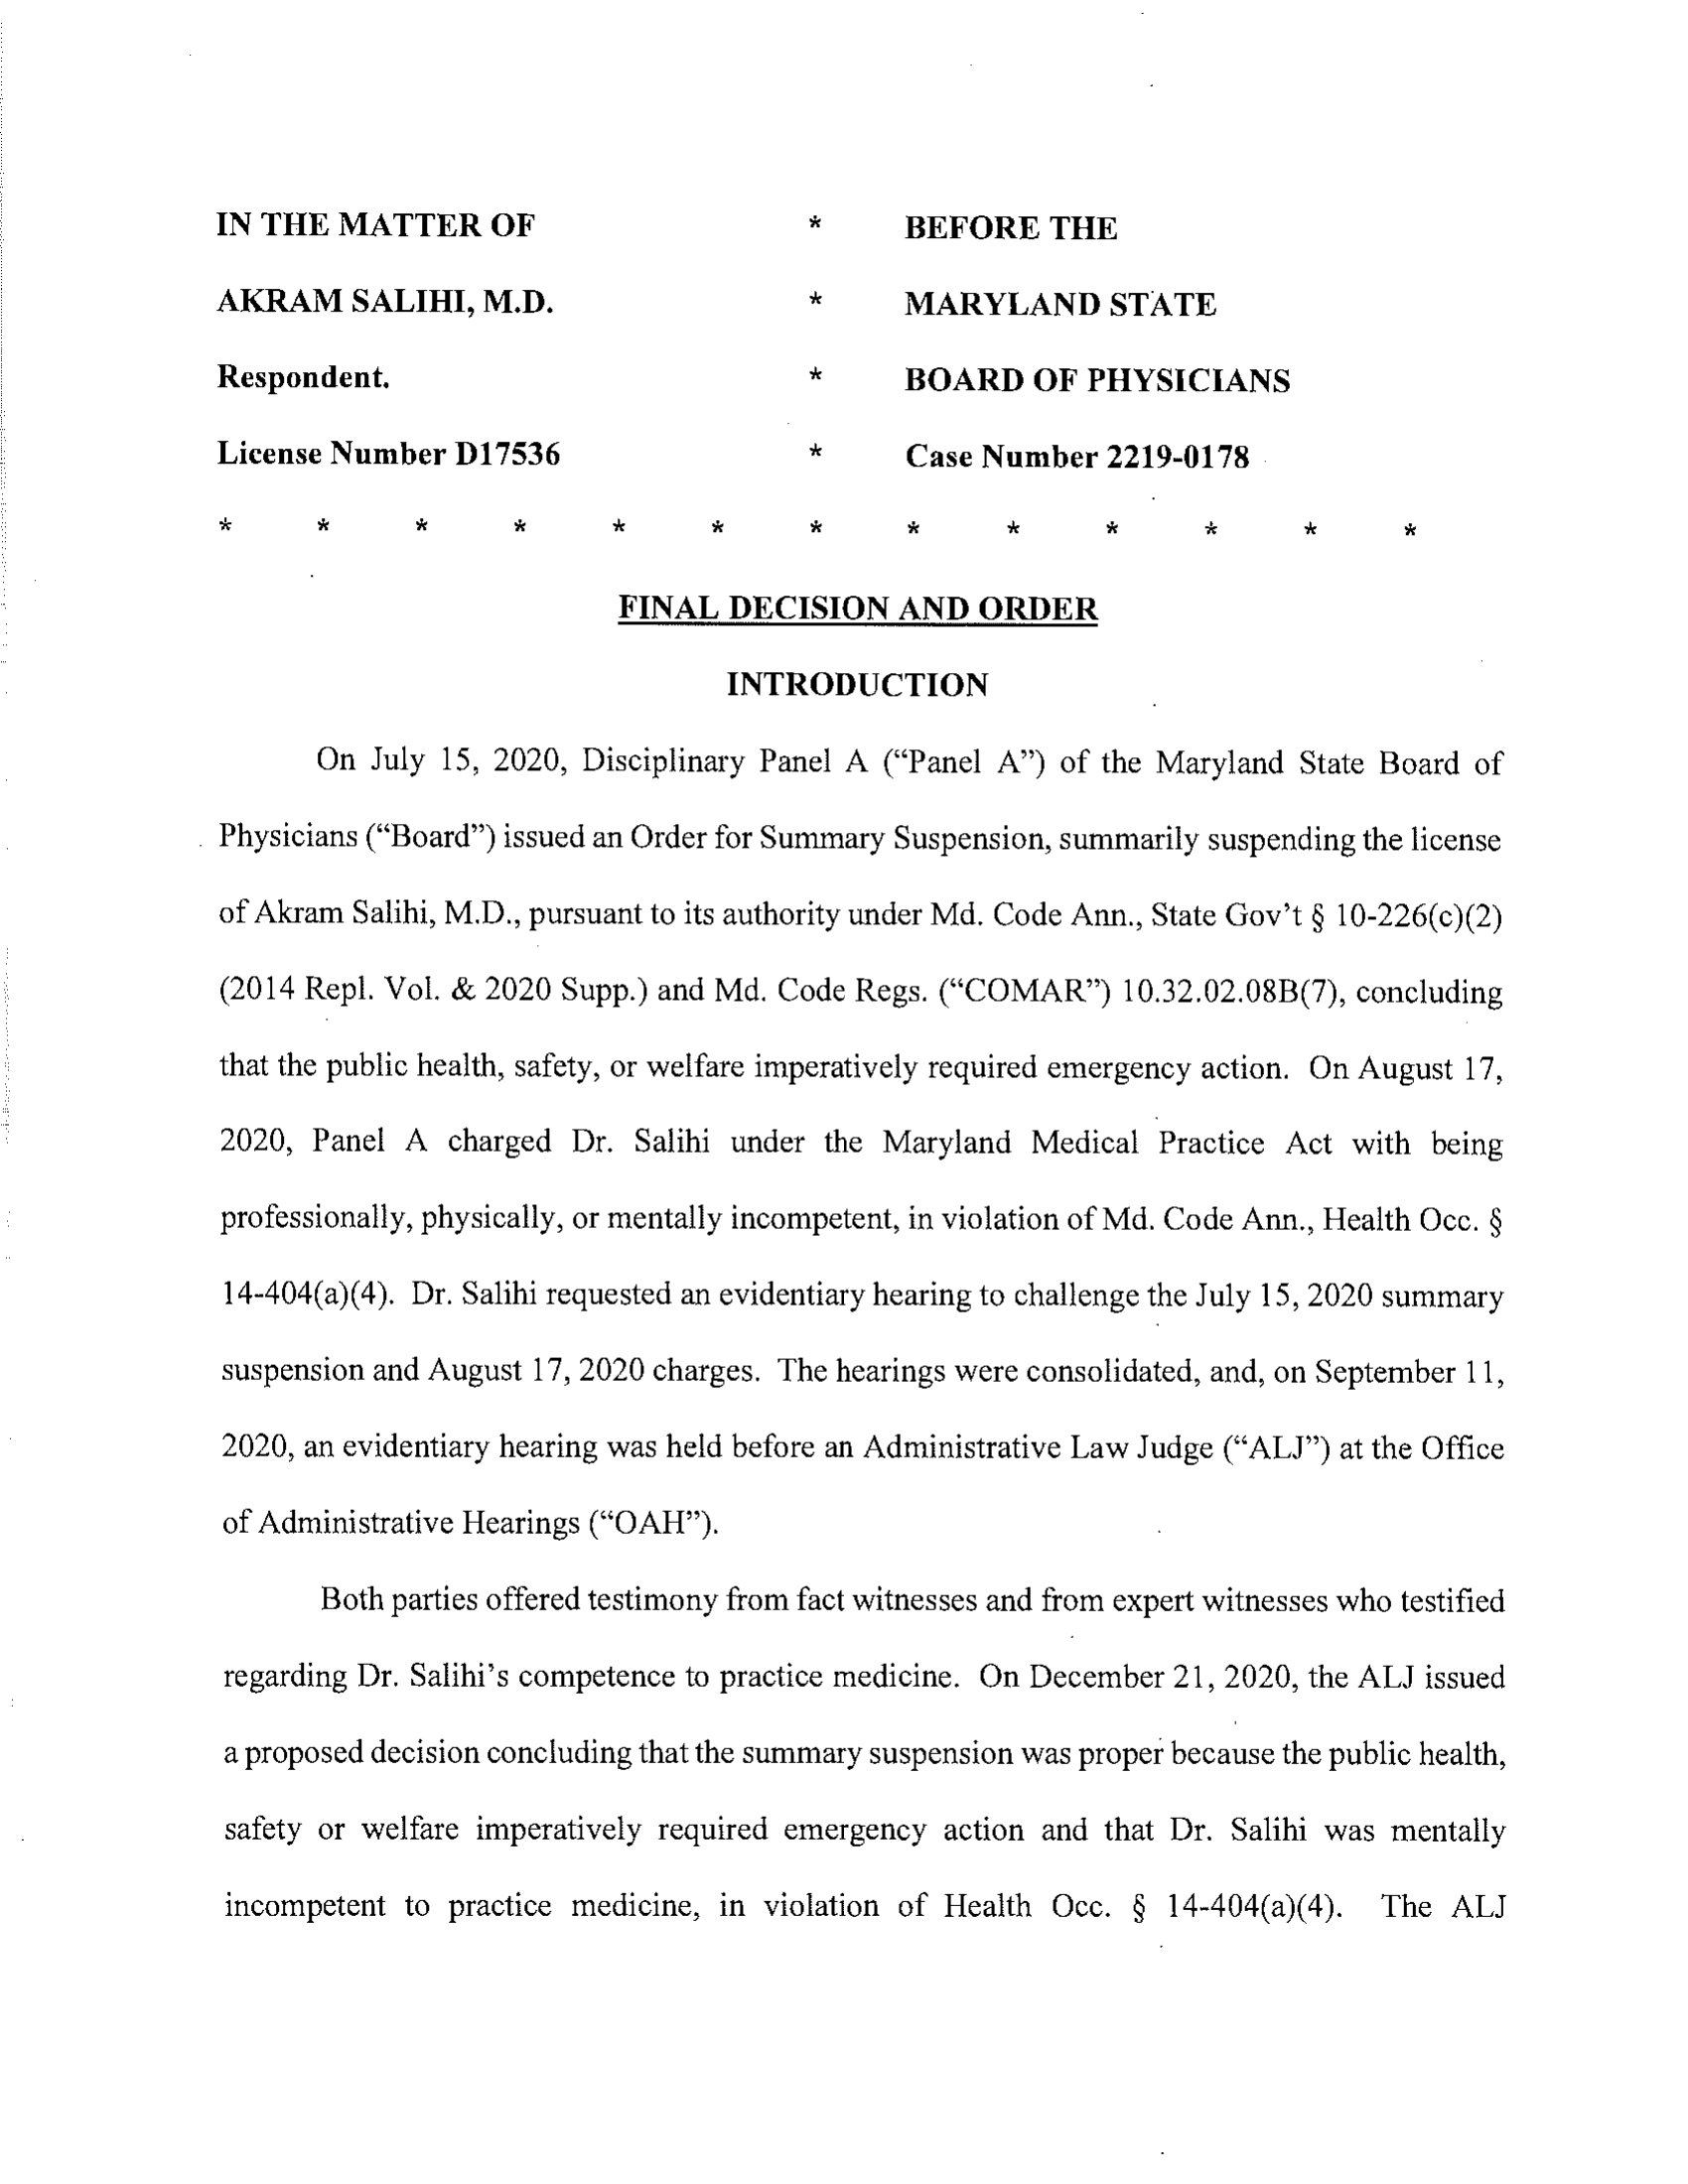 IN THE MATTER OF * BEFORE THE
AKRAM SALIHI, M.D. * MARYLAND STATE
Respondent. * BOARD OF PHYSICIANS
License Number D17536 * Case Number 2219-0178
* * * * * * * * * * * * *
FINAL DECISION AND ORDER
INTRODUCTION
On July 15, 2020, Disciplinary Panel A (“Panel A”) of the Maryland State Board of
Physicians (“Board”) issued an Order for Summary Suspension, summarily suspending the license
of Akram Salihi, M.D., pursuant to its authority under Md. Code Ann., State Gov’t § 10-226(c)(2)
(2014 Repl. Vol. & 2020 Supp.) and Md. Code Regs. (“COMAR”) 10.32.02.08B(7), concluding
that the public health, safety, or welfare imperatively required emergency action. On August 17,
2020, Panel A charged Dr. Salihi under the Maryland Medical Practice Act with being
professionally, physically, or mentally incompetent, in violation of Md. Code Ann., Health Occ. §
14-404(a)(4). Dr. Salihi requested an evidentiary hearing to challenge the July 15, 2020 summary
suspension and August 17, 2020 charges. The hearings were consolidated, and, on September 11,
2020, an evidentiary hearing was held before an Administrative Law Judge (“ALJ”) at the Office
of Administrative Hearings (“OAH”).
Both parties offered testimony from fact witnesses and from expert witnesses who testified
regarding Dr. Salihi’s competence to practice medicine. On December 21, 2020, the ALJ issued
a proposed decision concluding that the summary suspension was proper because the public health,
safety or welfare imperatively required emergency action and that Dr. Salihi was mentally
incompetent to practice medicine, in violation of Health Occ. § 14-404(a)(4). The ALJ